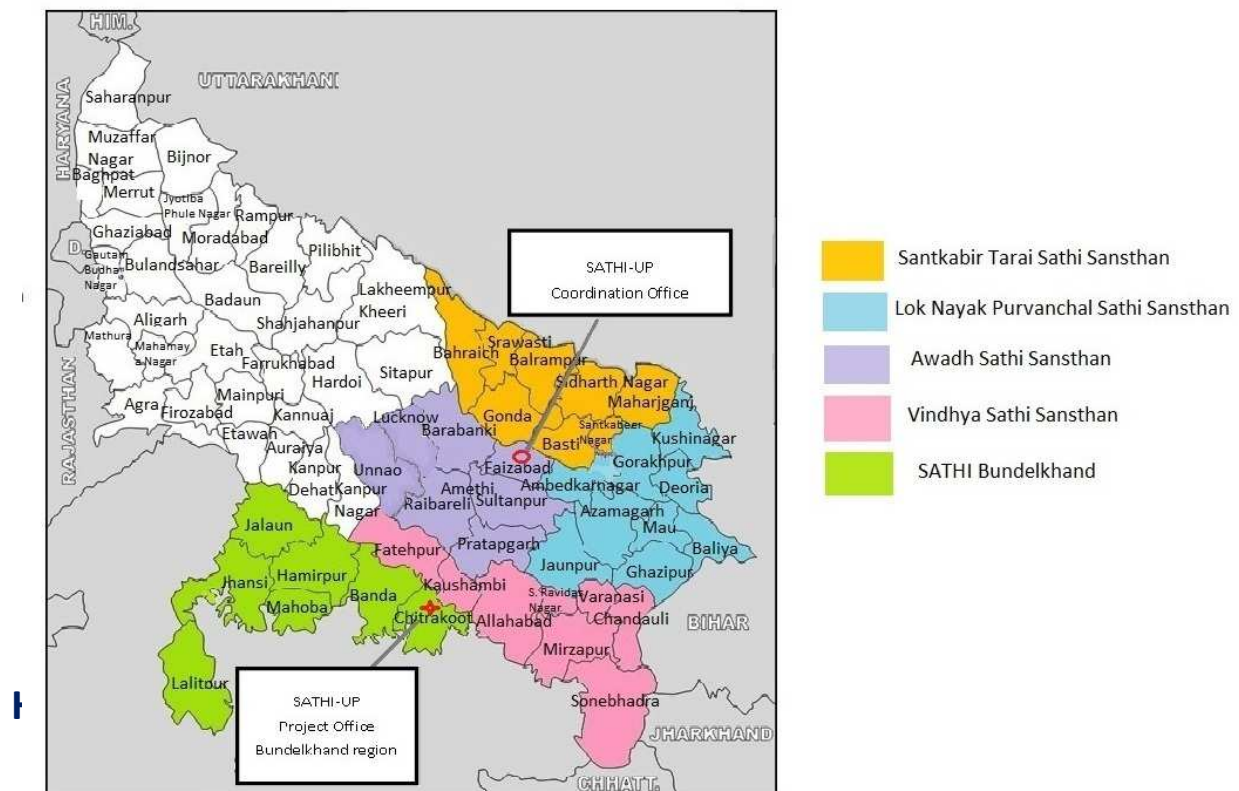 HIM.
UTTARAKHAN
HARYANA
Saharanpur
Muzaffar
Nagar
Bijnor
Baghpat
Merrut
Jyotiba
Phule Nagar
Rampur
Ghaziabad
Moradabad
Pilibhit
D.
Gautam
Budhan
Nagar
Bulandsahar
Bareilly
Lakheempur
Kheeri
Badaun
Aligarh
Shahjahanpur
Mathura
Mahamay
a Nagar
Etah
Farrukhabad
Hardoi
Sitapur
RAJASTHAN
Agra
Firozabad
Mainpuri
Kannuaj
Etawah
Auraiya
Kanpur
Dehat
Kanpur
Nagar
Bahraich
Srawasti
Balrampur
Sidharth Nagar
Maharjganj
Gonda
Santkabeer
Nagar
Basti
Lucknow
Barabanki
Unnao
Faizabad
Amethi
Raibareli
Sultanpur
Pratapgarh
Kushinagar
Gorakhpur
Ambedkarnagar
Deoria
Azamagarh
Mau
Baliya
Jaunpur
Ghazipur
Fatehpur
Kaushambi
S. Ravidas
Nagar
Varanasi
Allahabad
Chandauli
Mirzapur
Sonebhadra
Jalaun
Jhansi
Hamirpur
Mahoba
Banda
Chitrakoot
Lalitour
BIHAR
JHARKHAND
CHHATT.
SATHI-UP
Coordination Office
SATHI-UP
Project Office
Bundelkhand region
Santkabir Tarai Sathi Sansthan
Lok Nayak Purvanchal Sathi Sansthan
Awadh Sathi Sansthan
Vindhya Sathi Sansthan
SATHI Bundelkhand